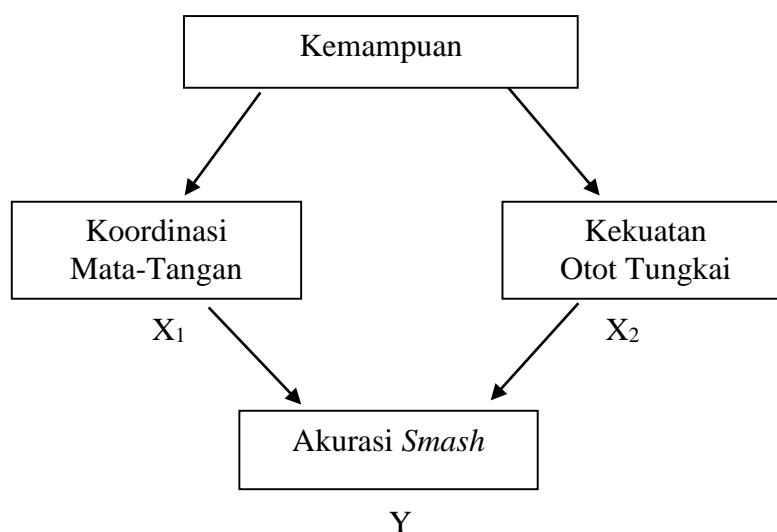 Kemampuan
Koordinasi
Mata-Tangan
Kekuatan
Otot Tungkai
X₁
X₂
Akurasi Smash
Y